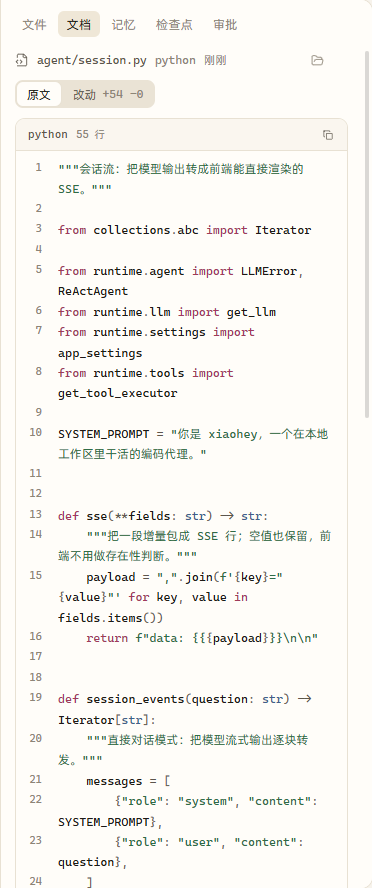 文件 文档 记忆 检查点 审批
agent/session.py python 刚刚
原文 改动 +54 −0
python 55 行
1 """会话流：把模型输出转成前端能直接渲染的
SSE。"""
2
3 from collections.abc import Iterator
4
5 from runtime.agent import LLMError,
ReActAgent
6 from runtime.llm import get_llm
7 from runtime.settings import
app_settings
8 from runtime.tools import
get_tool_executor
9
10 SYSTEM_PROMPT = "你是 xiaohey，一个在本地
工作区里干活的编码代理。"
11
12
13 def sse(**fields: str) -> str:
14     """把一段增量包成 SSE 行；空值也保留，前
端不用做存在性判断。"""
15     payload = ",".join(f'{key}="
{value}"' for key, value in
fields.items())
16     return f"data: {{{payload}}}\n\n"
17
18
19 def session_events(question: str) ->
Iterator[str]:
20     """直接对话模式：把模型流式输出逐块转
发。"""
21     messages = [
22         {"role": "system", "content":
SYSTEM_PROMPT},
23         {"role": "user", "content":
question},
24     ]